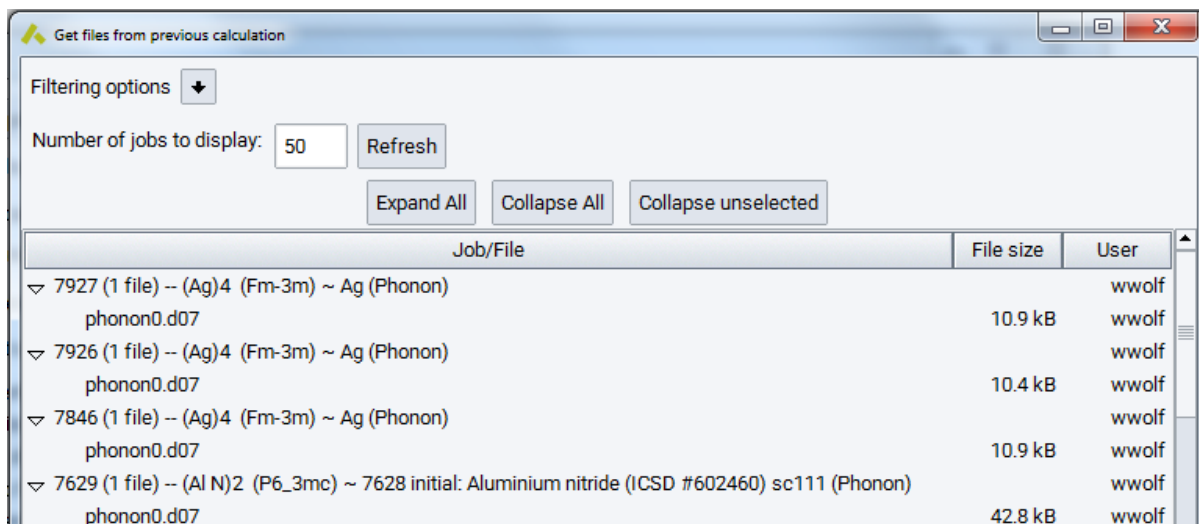 Get files from previous calculation
Filtering options
Number of jobs to display: 50 Refresh
Expand All Collapse All Collapse unselected
Job/File File size User
7927 (1 file) -- (Ag)4 (Fm-3m) ~ Ag (Phonon) wwolf
phonon0.d07 10.9 kB wwolf
7926 (1 file) -- (Ag)4 (Fm-3m) ~ Ag (Phonon) wwolf
phonon0.d07 10.4 kB wwolf
7846 (1 file) -- (Ag)4 (Fm-3m) ~ Ag (Phonon) wwolf
phonon0.d07 10.9 kB wwolf
7629 (1 file) -- (Al N)2 (P6_3mc) ~ 7628 initial: Aluminium nitride (ICSD #602460) sc111 (Phonon) wwolf
phonon0.d07 42.8 kB wwolf